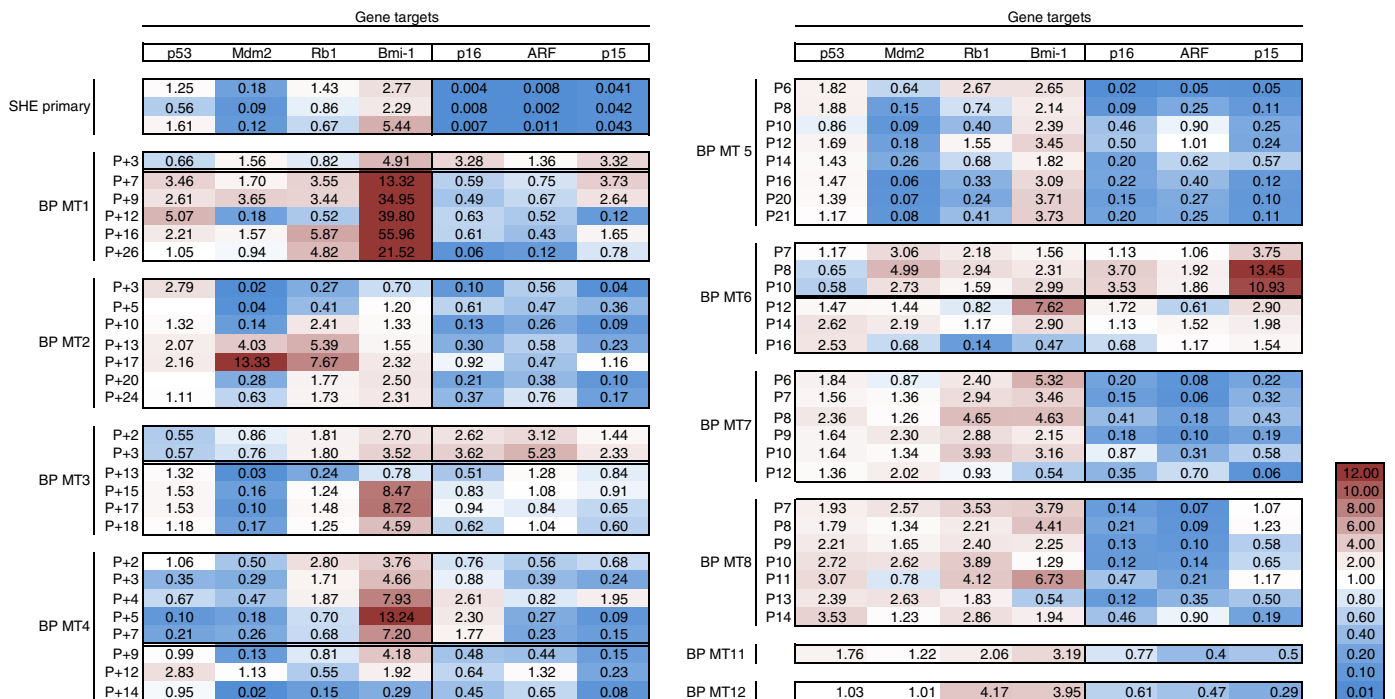 Gene targets
p53 Mdm2 Rb1 Bmi-1 p16 ARF p15
SHE primary
1.25 0.18 1.43 2.77 0.004 0.008 0.041
0.56 0.09 0.86 2.29 0.008 0.002 0.042
1.61 0.12 0.67 5.44 0.007 0.011 0.043
BP MT1
P+3 0.66 1.56 0.82 4.91 3.28 1.36 3.32
P+7 3.46 1.70 3.55 13.32 0.59 0.75 3.73
P+9 2.61 3.65 3.44 34.95 0.49 0.67 2.64
P+12 5.07 0.18 0.52 39.80 0.63 0.52 0.12
P+16 2.21 1.57 5.87 55.96 0.61 0.43 1.65
P+26 1.05 0.94 4.82 21.52 0.06 0.12 0.78
BP MT2
P+3 2.79 0.02 0.27 0.70 0.10 0.56 0.04
P+5 0.04 0.41 1.20 0.61 0.47 0.36
P+10 1.32 0.14 2.41 1.33 0.13 0.26 0.09
P+13 2.07 4.03 5.39 1.55 0.30 0.58 0.23
P+17 2.16 13.33 7.67 2.32 0.92 0.47 1.16
P+20 0.28 1.77 2.50 0.21 0.38 0.10
P+24 1.11 0.63 1.73 2.31 0.37 0.76 0.17
BP MT3
P+2 0.55 0.86 1.81 2.70 2.62 3.12 1.44
P+3 0.57 0.76 1.80 3.52 3.62 5.23 2.33
P+13 1.32 0.03 0.24 0.78 0.51 1.28 0.84
P+15 1.53 0.16 1.24 8.47 0.83 1.08 0.91
P+17 1.53 0.10 1.48 8.72 0.94 0.84 0.65
P+18 1.18 0.17 1.25 4.59 0.62 1.04 0.60
BP MT4
P+2 1.06 0.50 2.80 3.76 0.76 0.56 0.68
P+3 0.35 0.29 1.71 4.66 0.88 0.39 0.24
P+4 0.67 0.47 1.87 7.93 2.61 0.82 1.95
P+5 0.10 0.18 0.70 13.24 2.30 0.27 0.09
P+7 0.21 0.26 0.68 7.20 1.77 0.23 0.15
P+9 0.99 0.13 0.81 4.18 0.48 0.44 0.15
P+12 2.83 1.13 0.55 1.92 0.64 1.32 0.23
P+14 0.95 0.02 0.15 0.29 0.45 0.65 0.08
Gene targets
p53 Mdm2 Rb1 Bmi-1 p16 ARF p15
BP MT 5
P6 1.82 0.64 2.67 2.65 0.02 0.05 0.05
P8 1.88 0.15 0.74 2.14 0.09 0.25 0.11
P10 0.86 0.09 0.40 2.39 0.46 0.90 0.25
P12 1.69 0.18 1.55 3.45 0.50 1.01 0.24
P14 1.43 0.26 0.68 1.82 0.20 0.62 0.57
P16 1.47 0.06 0.33 3.09 0.22 0.40 0.12
P20 1.39 0.07 0.24 3.71 0.15 0.27 0.10
P21 1.17 0.08 0.41 3.73 0.20 0.25 0.11
BP MT6
P7 1.17 3.06 2.18 1.56 1.13 1.06 3.75
P8 0.65 4.99 2.94 2.31 3.70 1.92 13.45
P10 0.58 2.73 1.59 2.99 3.53 1.86 10.93
P12 1.47 1.44 0.82 7.62 1.72 0.61 2.90
P14 2.62 2.19 1.17 2.90 1.13 1.52 1.98
P16 2.53 0.68 0.14 0.47 0.68 1.17 1.54
BP MT7
P6 1.84 0.87 2.40 5.32 0.20 0.08 0.22
P7 1.56 1.36 2.94 3.46 0.15 0.06 0.32
P8 2.36 1.26 4.65 4.63 0.41 0.18 0.43
P9 1.64 2.30 2.88 2.15 0.18 0.10 0.19
P10 1.64 1.34 3.93 3.16 0.87 0.31 0.58
P12 1.36 2.02 0.93 0.54 0.35 0.70 0.06
BP MT8
P7 1.93 2.57 3.53 3.79 0.14 0.07 1.07
P8 1.79 1.34 2.21 4.41 0.21 0.09 1.23
P9 2.21 1.65 2.40 2.25 0.13 0.10 0.58
P10 2.72 2.62 3.89 1.29 0.12 0.14 0.65
P11 3.07 0.78 4.12 6.73 0.47 0.21 1.17
P13 2.39 2.63 1.83 0.54 0.12 0.35 0.50
P14 3.53 1.23 2.86 1.94 0.46 0.90 0.19
BP MT11 1.76 1.22 2.06 3.19 0.77 0.4 0.5
BP MT12 1.03 1.01 4.17 3.95 0.61 0.47 0.29
12.00
10.00
8.00
6.00
4.00
2.00
1.00
0.80
0.60
0.40
0.20
0.10
0.01